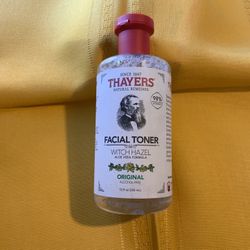 SINCE 1847
THAYERS
NATURAL REMEDIES
FACIAL TONER
WITCH HAZEL
ALOE VERA FORMULA
ORIGINAL
ALCOHOL-FREE